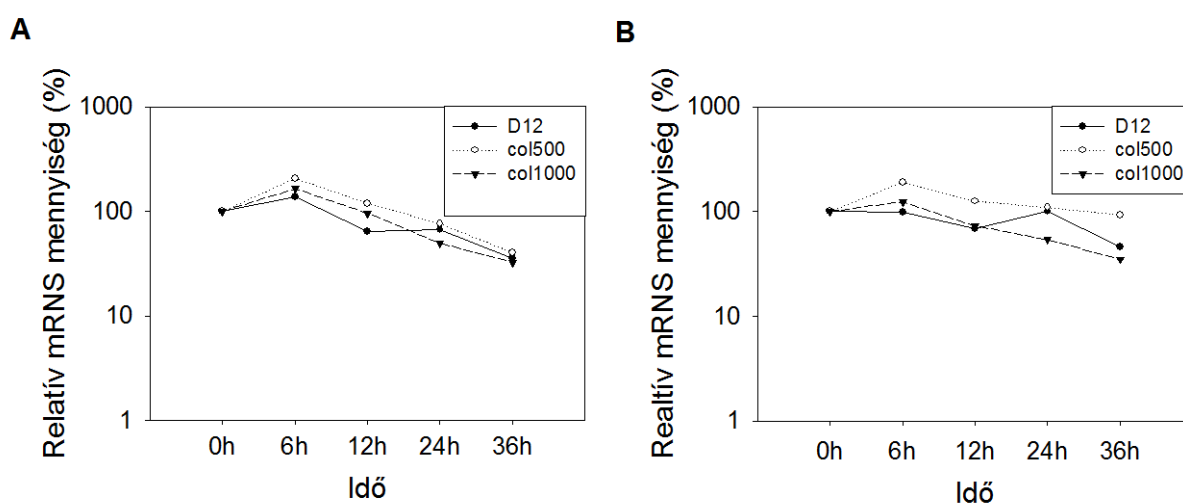 A
Relatív mRNS mennyiség (%)
1000
100
10
1
D12
col500
col1000
0h 6h 12h 24h 36h
Idő
B
Realtív mRNS mennyiség (%)
1000
100
10
1
D12
col500
col1000
0h 6h 12h 24h 36h
Idő